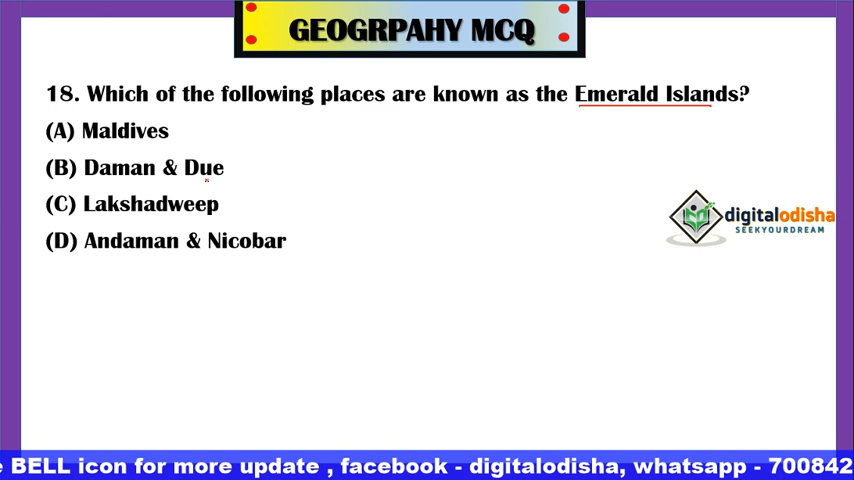 GEOGRPAHY MCQ
18. Which of the following places are known as the Emerald Islands?
(A) Maldives
(B) Daman & Due
(C) Lakshadweep
(D) Andaman & Nicobar
digitalodisha
SEEKYOURDREAM
e BELL icon for more update , facebook - digitalodisha, whatsapp - 700842